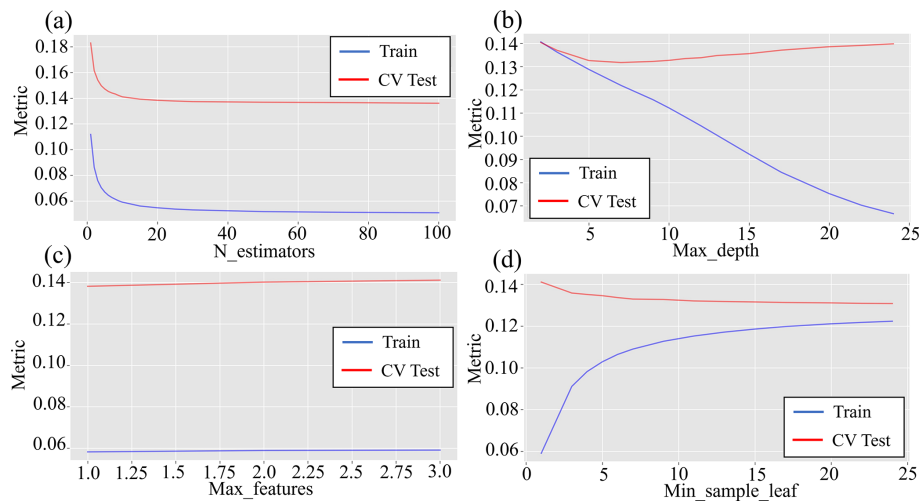 (a)
Metric
0.18
0.16
0.14
0.12
0.10
0.08
0.06
Train
CV Test
0 20 40 60 80 100
N_estimators
(b)
Metric
0.14
0.13
0.12
0.11
0.10
0.09
0.08
0.07
Train
CV Test
5 10 15 20 25
Max_depth
(c)
Metric
0.14
0.12
0.10
0.08
0.06
Train
CV Test
1.0 1.25 1.5 1.75 2.0 2.25 2.5 2.75 3.0
Max_features
(d)
Metric
0.14
0.12
0.10
0.08
0.06
Train
CV Test
0 5 10 15 20 25
Min_sample_leaf